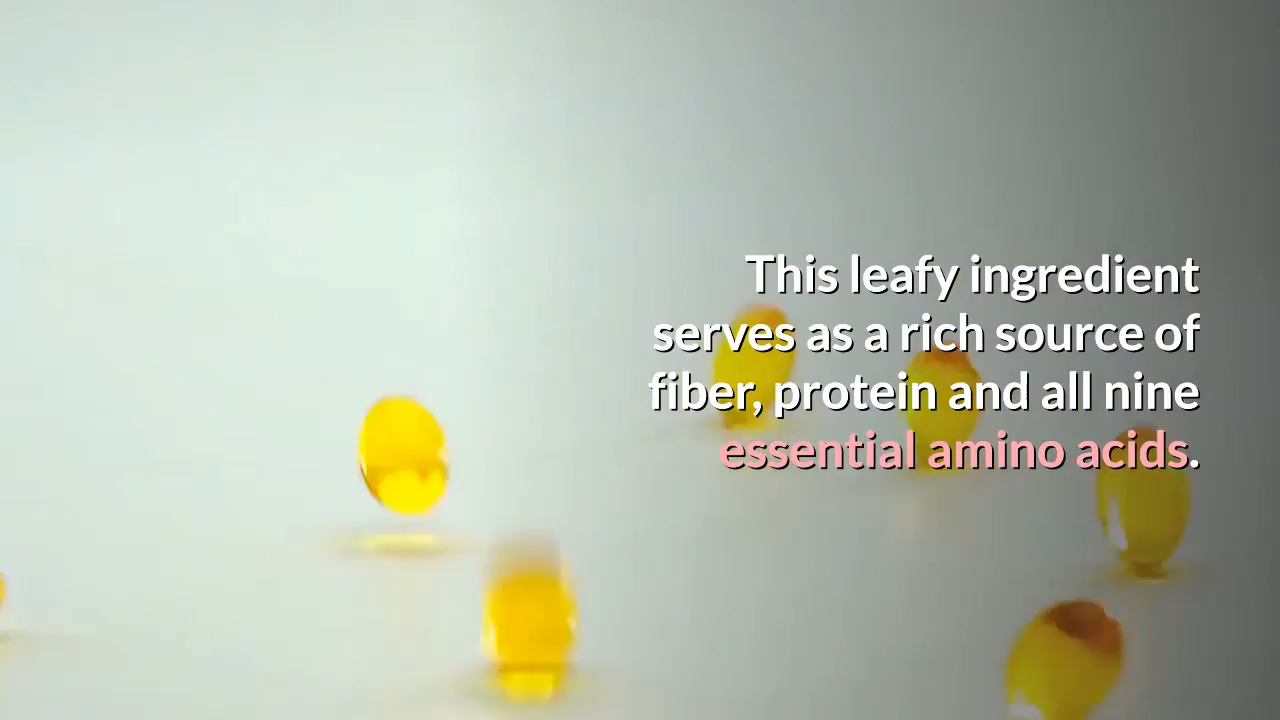 This leafy ingredient
serves as a rich source of
fiber, protein and all nine
essential amino acids.